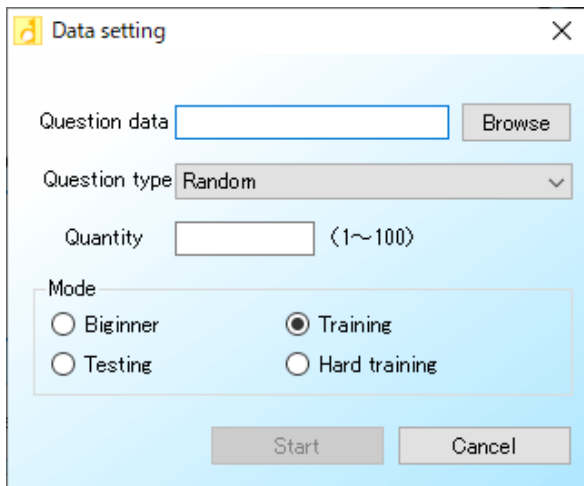 Data setting
Question data Browse
Question type Random
Quantity (1～100)
Mode
Biginner Training
Testing Hard training
Start Cancel